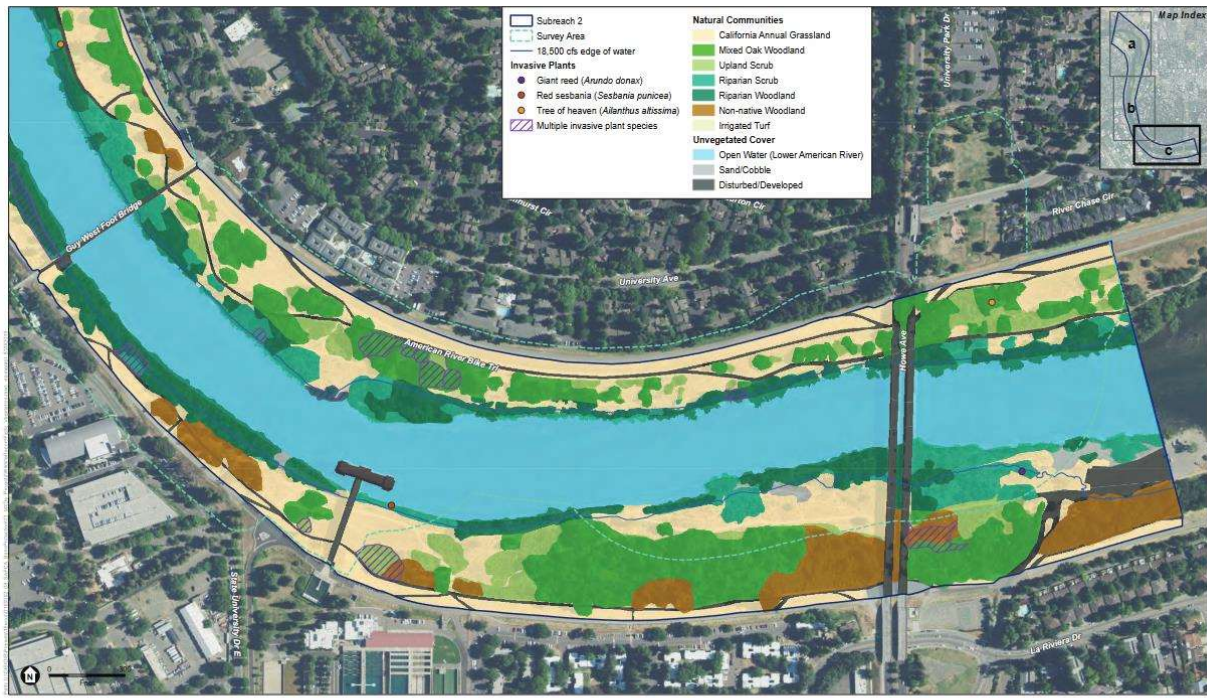 Subreach 2
Survey Area
18,500 cfs edge of water
Invasive Plants
Giant reed (Arundo donax)
Red sesbania (Sesbania punicea)
Tree of heaven (Ailanthus altissima)
Multiple invasive plant species
Natural Communities
California Annual Grassland
Mixed Oak Woodland
Upland Scrub
Riparian Scrub
Riparian Woodland
Non-native Woodland
Irrigated Turf
Unvegetated Cover
Open Water (Lower American River)
Sand/Cobble
Disturbed/Developed
University Park Dr
Map Index
a
b
c
River Chase Cir
Guy West Foot Bridge
University Ave
American River Bike Trl
Howe Ave
State University Dr E
La Riviera Dr
N
0